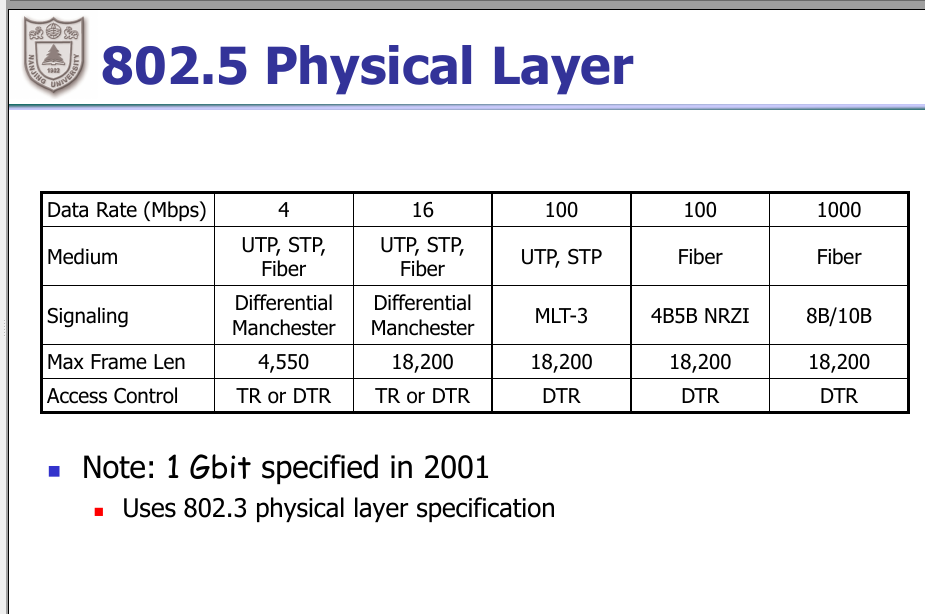 NANJING UNIVERSITY
1902
802.5 Physical Layer
Data Rate (Mbps) 4 16 100 100 1000
Medium UTP, STP, Fiber UTP, STP, Fiber UTP, STP Fiber Fiber
Signaling Differential Manchester Differential Manchester MLT-3 4B5B NRZI 8B/10B
Max Frame Len 4,550 18,200 18,200 18,200 18,200
Access Control TR or DTR TR or DTR DTR DTR DTR
Note: 1 Gbit specified in 2001
Uses 802.3 physical layer specification